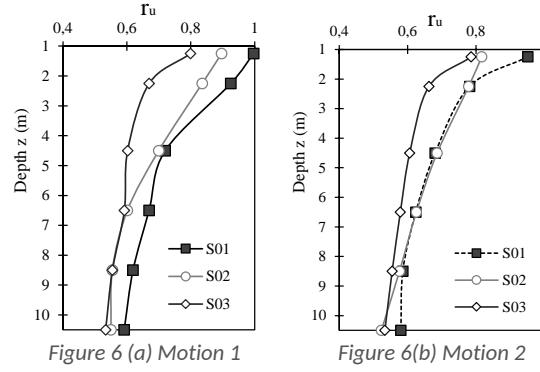 ru
0,4 0,6 0,8 1
1
2
3
4
5
6
7
8
9
10
Depth z (m)
S01
S02
S03
Figure 6 (a) Motion 1
ru
0,4 0,6 0,8
1
2
3
4
5
6
7
8
9
10
Depth z (m)
S01
S02
S03
Figure 6(b) Motion 2